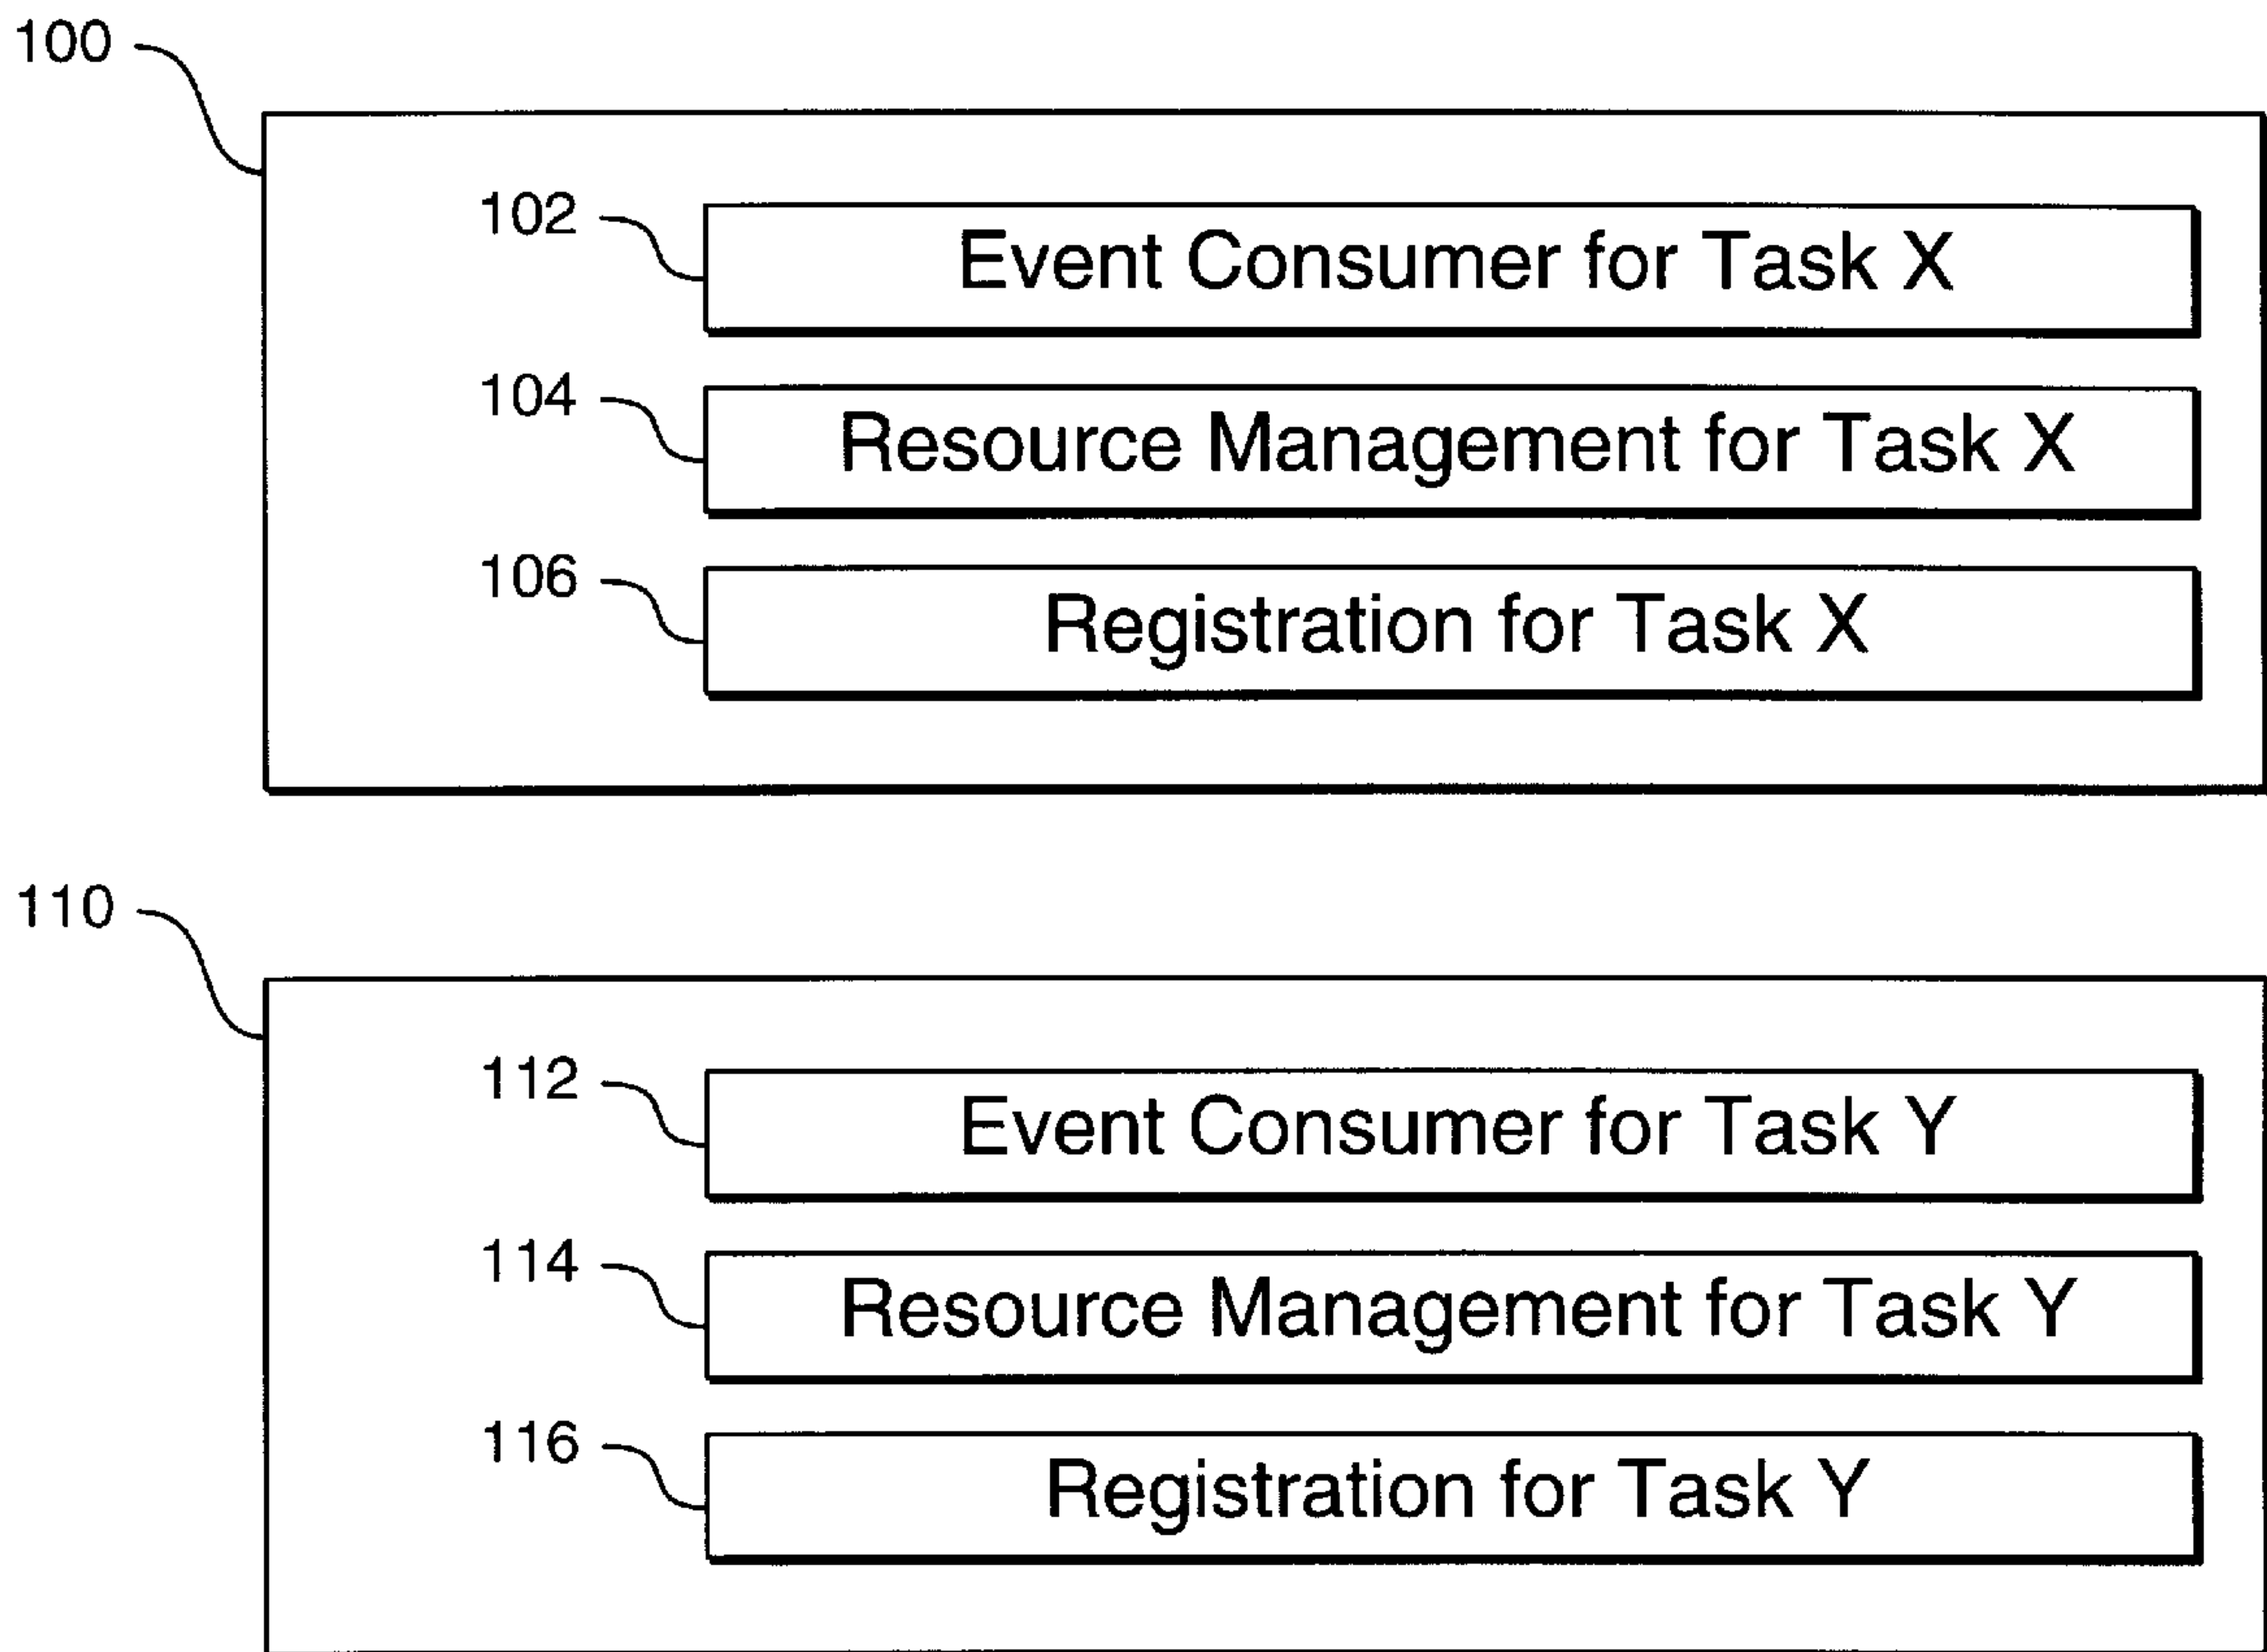 100
102 Event Consumer for Task X
104 Resource Management for Task X
106 Registration for Task X
110
112 Event Consumer for Task Y
114 Resource Management for Task Y
116 Registration for Task Y